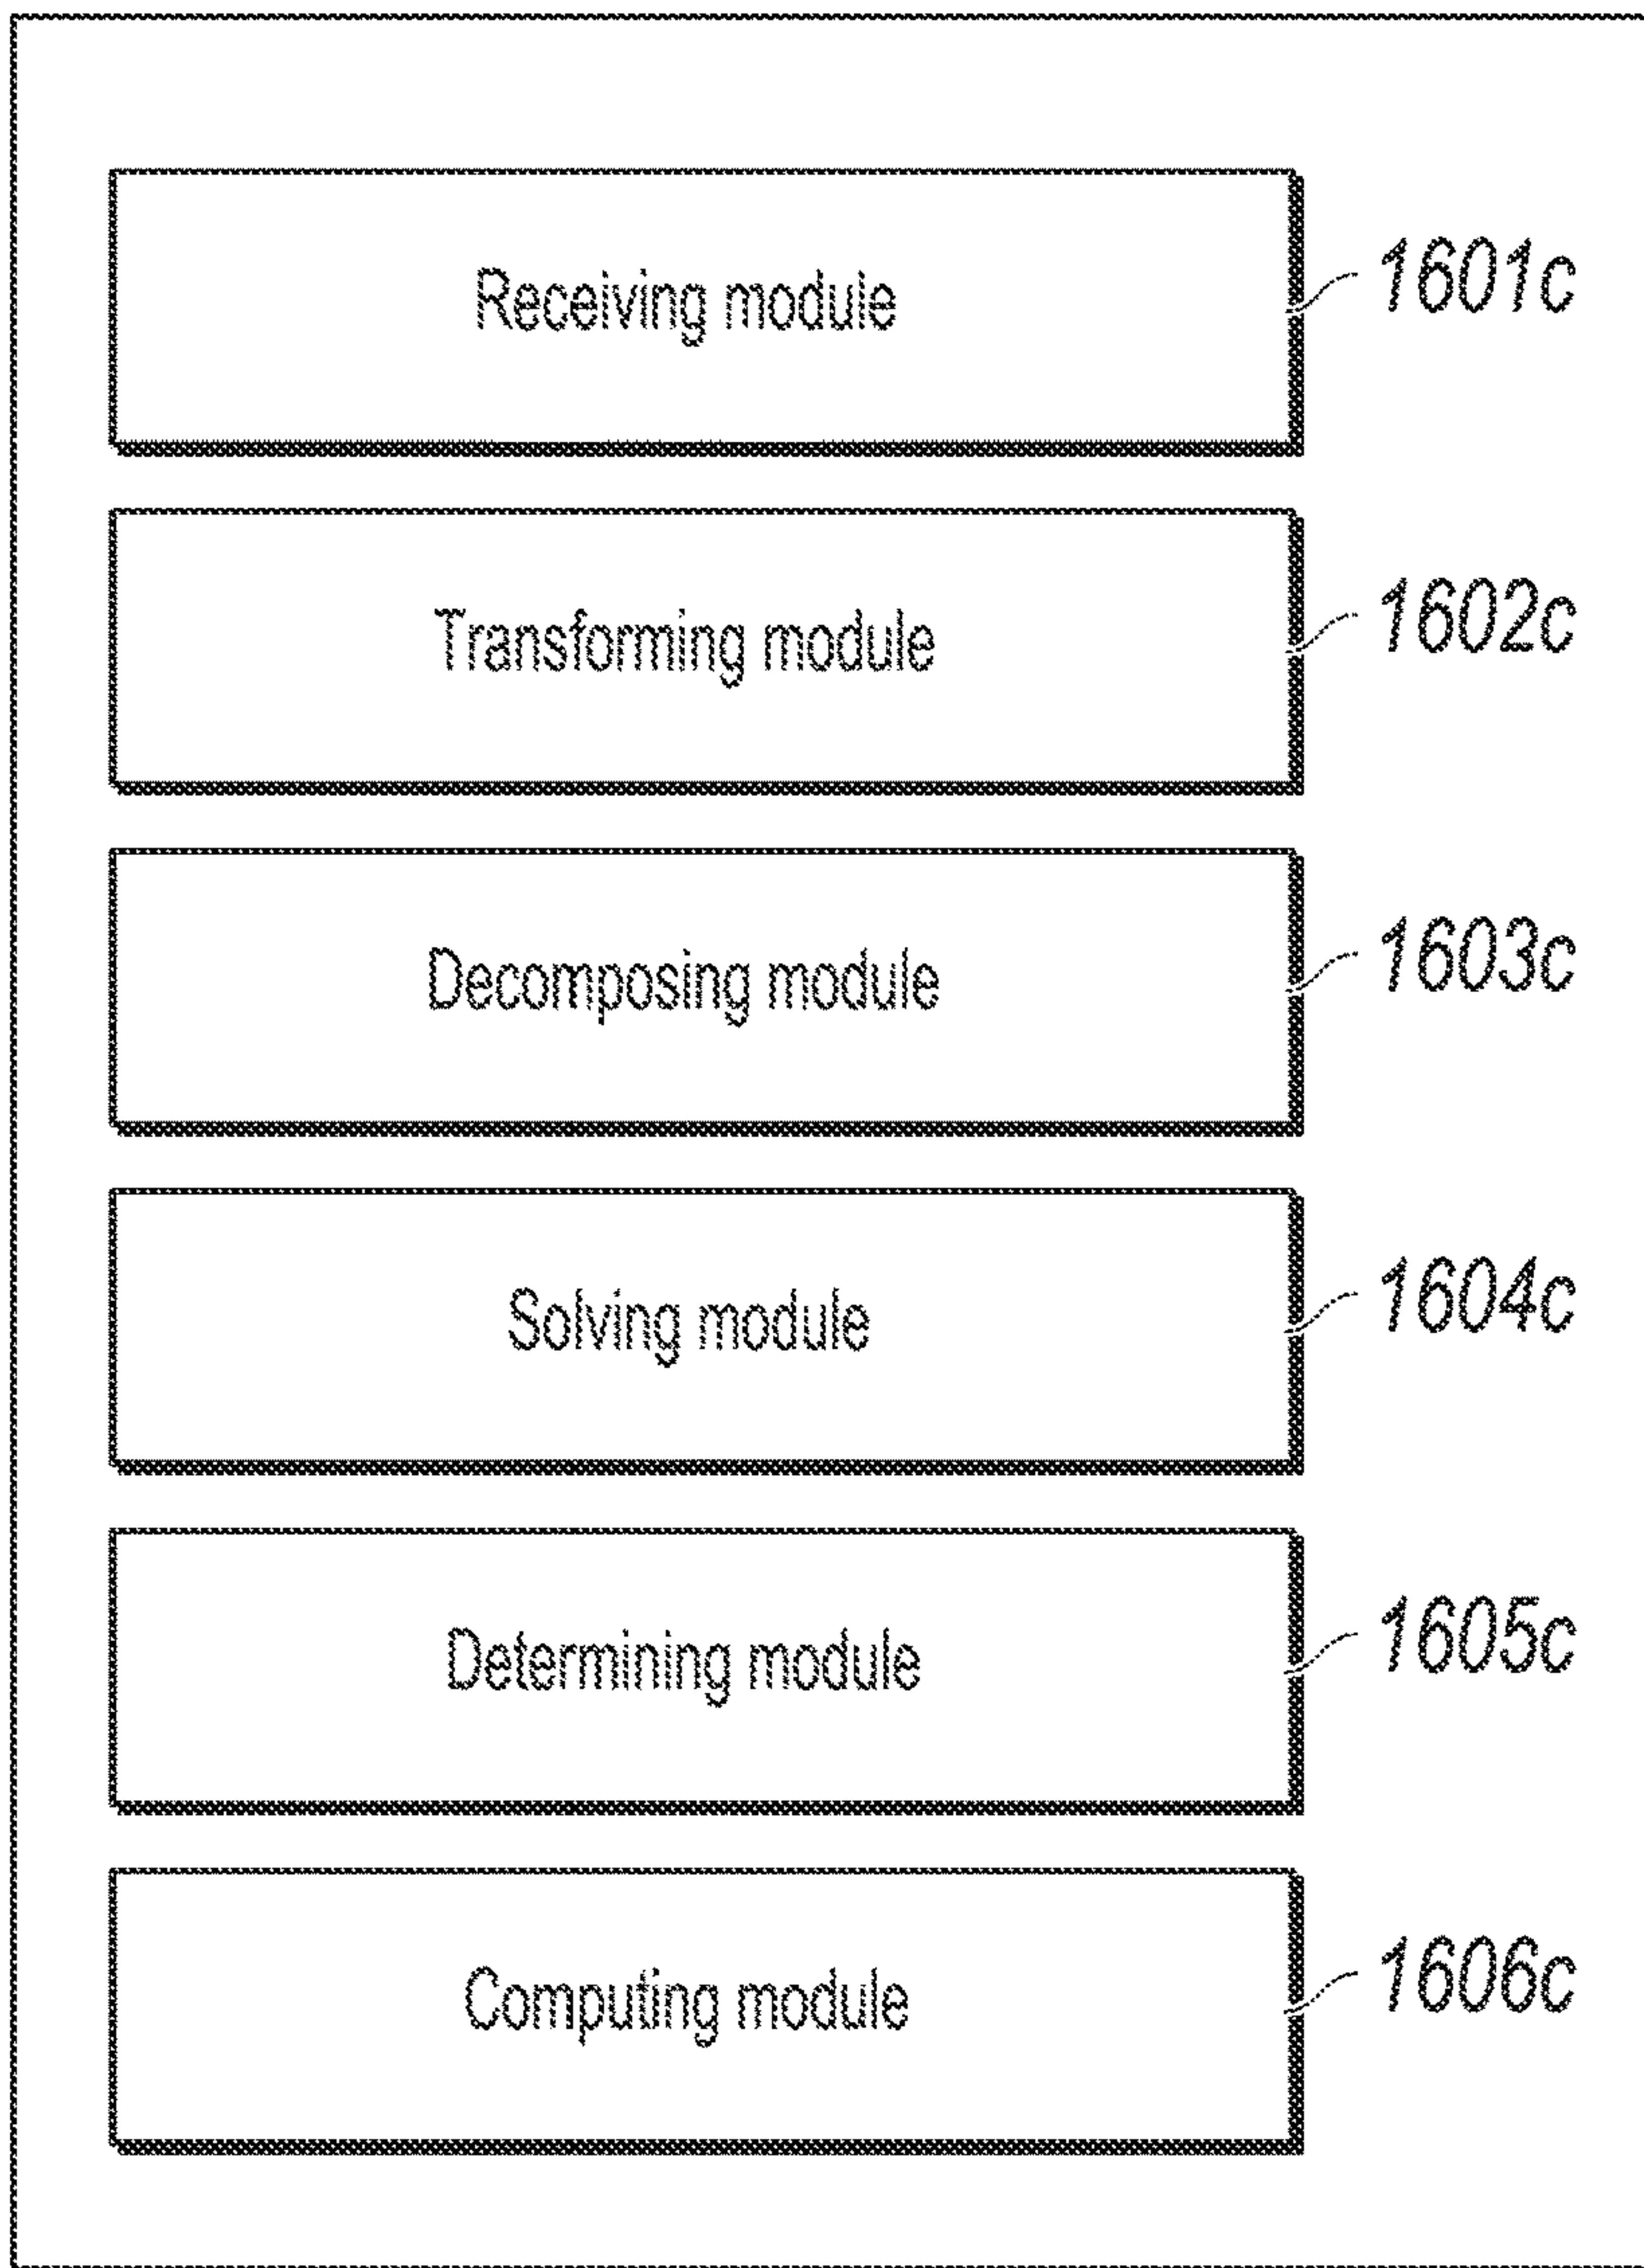 Receiving module
1601c
Transforming module
1602c
Decomposing module
1603c
Solving module
1604c
Determining module
1605c
Computing module
1606c